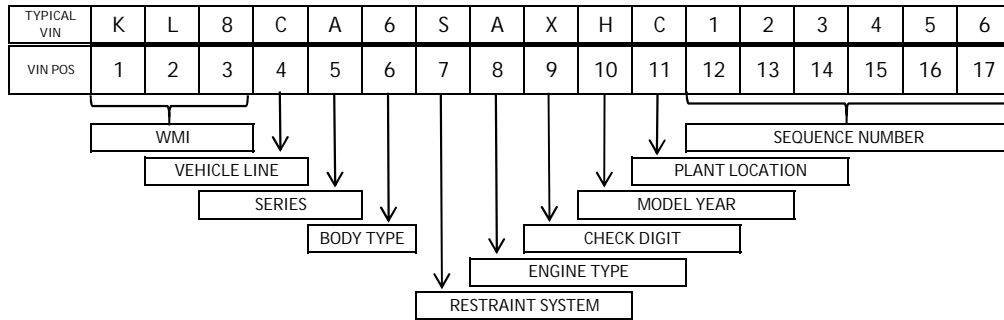 TYPICAL VIN K L 8 C A 6 S A X H C 1 2 3 4 5 6
VIN POS 1 2 3 4 5 6 7 8 9 10 11 12 13 14 15 16 17
WMI SEQUENCE NUMBER
VEHICLE LINE PLANT LOCATION
SERIES MODEL YEAR
BODY TYPE CHECK DIGIT
ENGINE TYPE
RESTRAINT SYSTEM